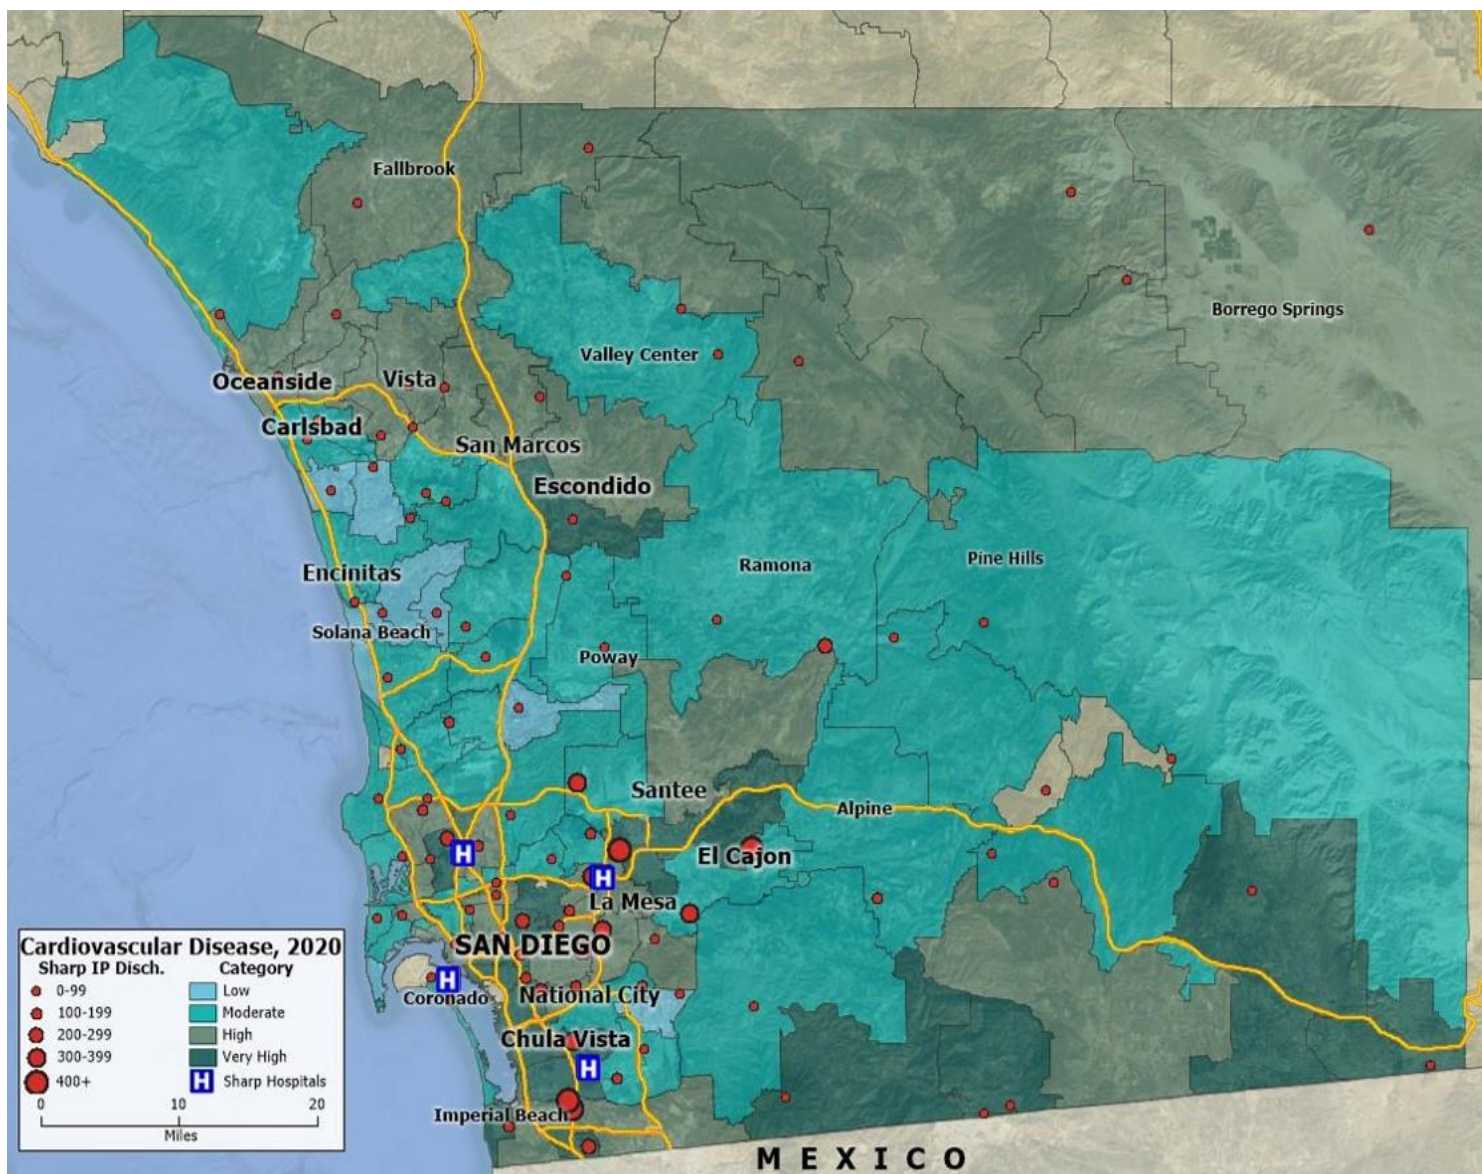 Fallbrook
Borrego Springs
Valley Center
Oceanside
Vista
Carlsbad
San Marcos
Escondido
Encinitas
Ramona
Pine Hills
Solana Beach
Poway
Santee
Alpine
El Cajon
La Mesa
SAN DIEGO
Coronado
National City
Chula Vista
Imperial Beach
MEXICO
H
H
H
H
Cardiovascular Disease, 2020
Sharp IP Disch. Category
0-99 Low
100-199 Moderate
200-299 High
300-399 Very High
400+ H Sharp Hospitals
0 10 20
Miles